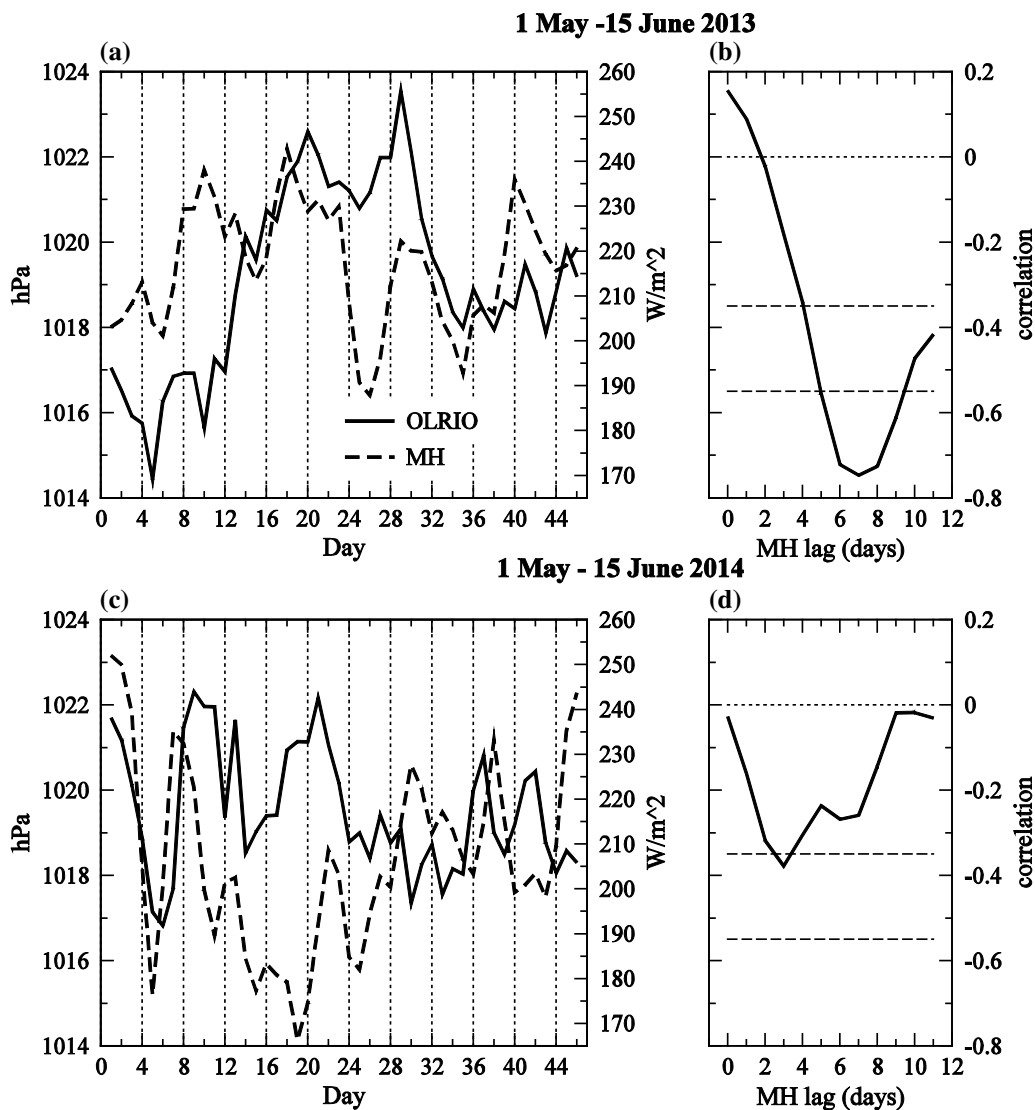 1 May -15 June 2013
(a)
(b)
1024
1022
1020
1018
1016
1014
hPa
260
250
240
230
220
210
200
190
180
170
W/m^2
OLRIO
MH
0 4 8 12 16 20 24 28 32 36 40 44
Day
0.2
0
-0.2
-0.4
-0.6
-0.8
correlation
0 2 4 6 8 10 12
MH lag (days)
1 May - 15 June 2014
(c)
(d)
1024
1022
1020
1018
1016
1014
hPa
260
250
240
230
220
210
200
190
180
170
W/m^2
0 4 8 12 16 20 24 28 32 36 40 44
Day
0.2
0
-0.2
-0.4
-0.6
-0.8
correlation
0 2 4 6 8 10 12
MH lag (days)